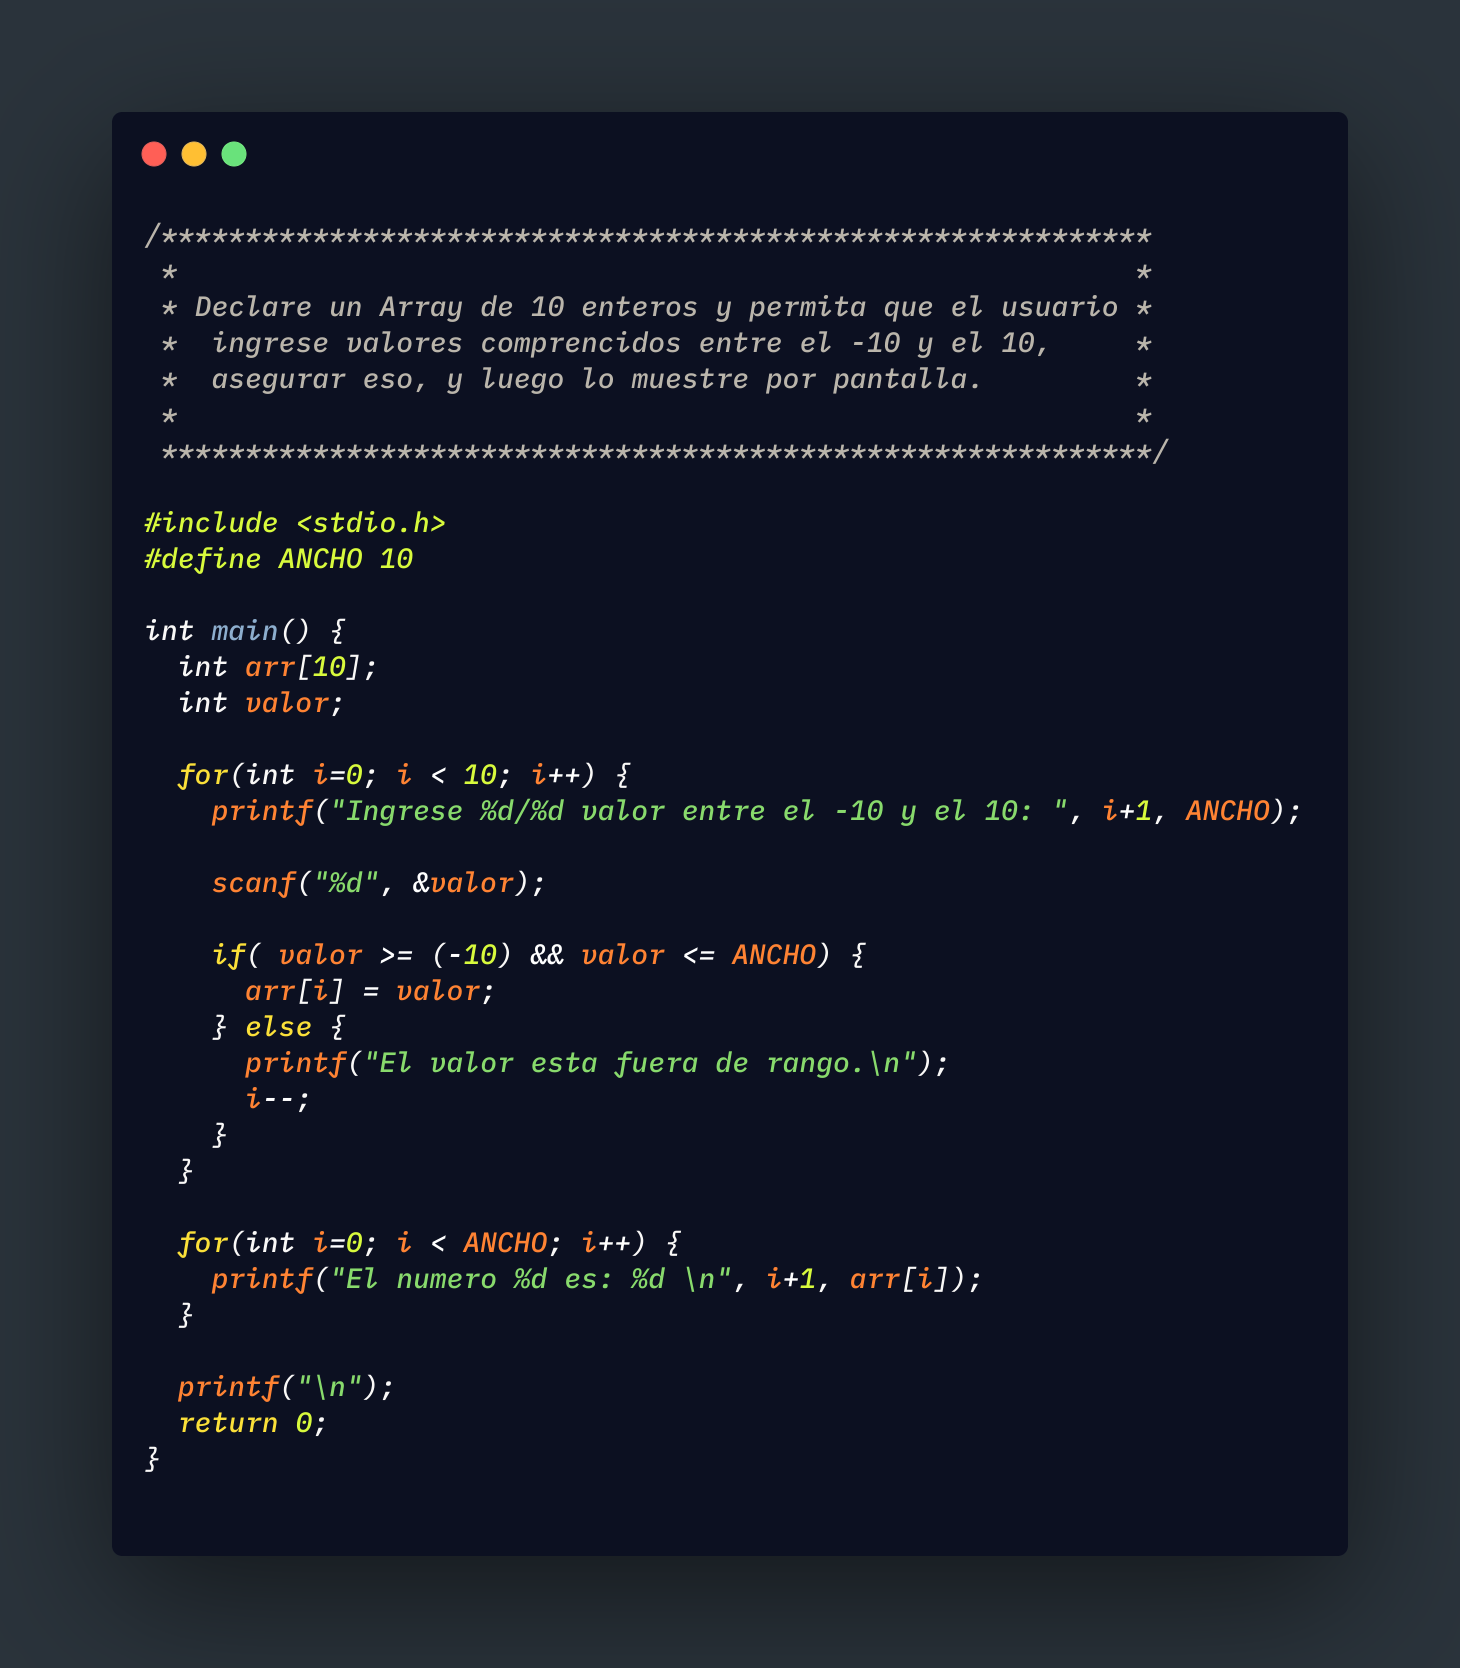 /***********************************************************
 *                                                         *
 * Declare un Array de 10 enteros y permita que el usuario *
 *  ingrese valores comprencidos entre el -10 y el 10,     *
 *  asegurar eso, y luego lo muestre por pantalla.         *
 *                                                         *
 ***********************************************************/

#include <stdio.h>
#define ANCHO 10

int main() {
  int arr[10];
  int valor;

  for(int i=0; i < 10; i++) {
    printf("Ingrese %d/%d valor entre el -10 y el 10: ", i+1, ANCHO);

    scanf("%d", &valor);

    if( valor >= (-10) && valor <= ANCHO) {
      arr[i] = valor;
    } else {
      printf("El valor esta fuera de rango.\n");
      i--;
    }
  }

  for(int i=0; i < ANCHO; i++) {
    printf("El numero %d es: %d \n", i+1, arr[i]);
  }

  printf("\n");
  return 0;
}